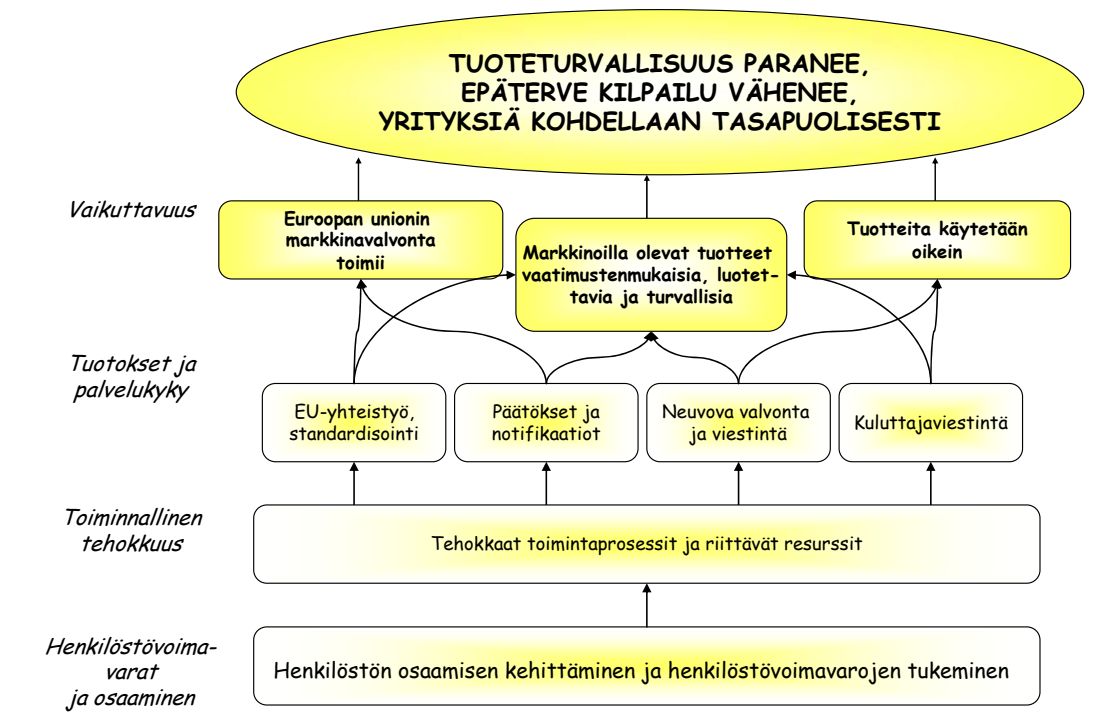 TUOTETURVALLISUUS PARANEE,
EPÄTERVE KILPAILU VÄHENEE,
YRITYKSIÄ KOHDELLAAN TASAPUOLISESTI
Vaikuttavuus
Euroopan unionin
markkinavalvonta
toimii
Markkinoilla olevat tuotteet
vaatimustenmukaisia, luotet-
tavia ja turvallisia
Tuotteita käytetään
oikein
Tuotokset ja
palvelukyky
EU-yhteistyö,
standardisointi
Päätökset ja
notifikaatiot
Neuvova valvonta
ja viestintä
Kuluttajaviestintä
Toiminnallinen
tehokkuus
Tehokkaat toimintaprosessit ja riittävät resurssit
Henkilöstövoima-
varat
ja osaaminen
Henkilöstön osaamisen kehittäminen ja henkilöstövoimavarojen tukeminen